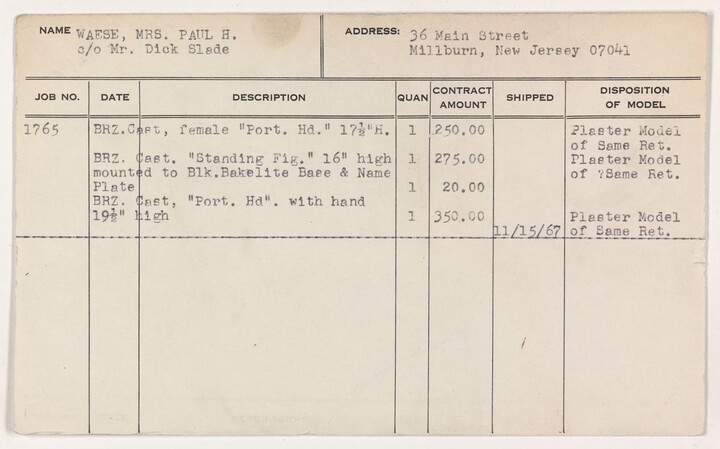 NAME WAESE, MRS. PAUL H. ADDRESS: 36 Main Street
c/o Mr. Dick Slade Millburn, New Jersey 07041
JOB NO. DATE DESCRIPTION QUAN CONTRACT AMOUNT SHIPPED DISPOSITION OF MODEL
1765 BRZ.Cast, female "Port. Hd." 17½"H. 1 250.00 Plaster Model
of Same Ret.
BRZ. Cast. "Standing Fig." 16" high 1 275.00 Plaster Model
mounted to Blk.Bakelite Base & Name of ?Same Ret.
Plate 1 20.00
BRZ. Cast, "Port. Hd". with hand
19½" high 1 350.00 Plaster Model
11/15/67 of Same Ret.